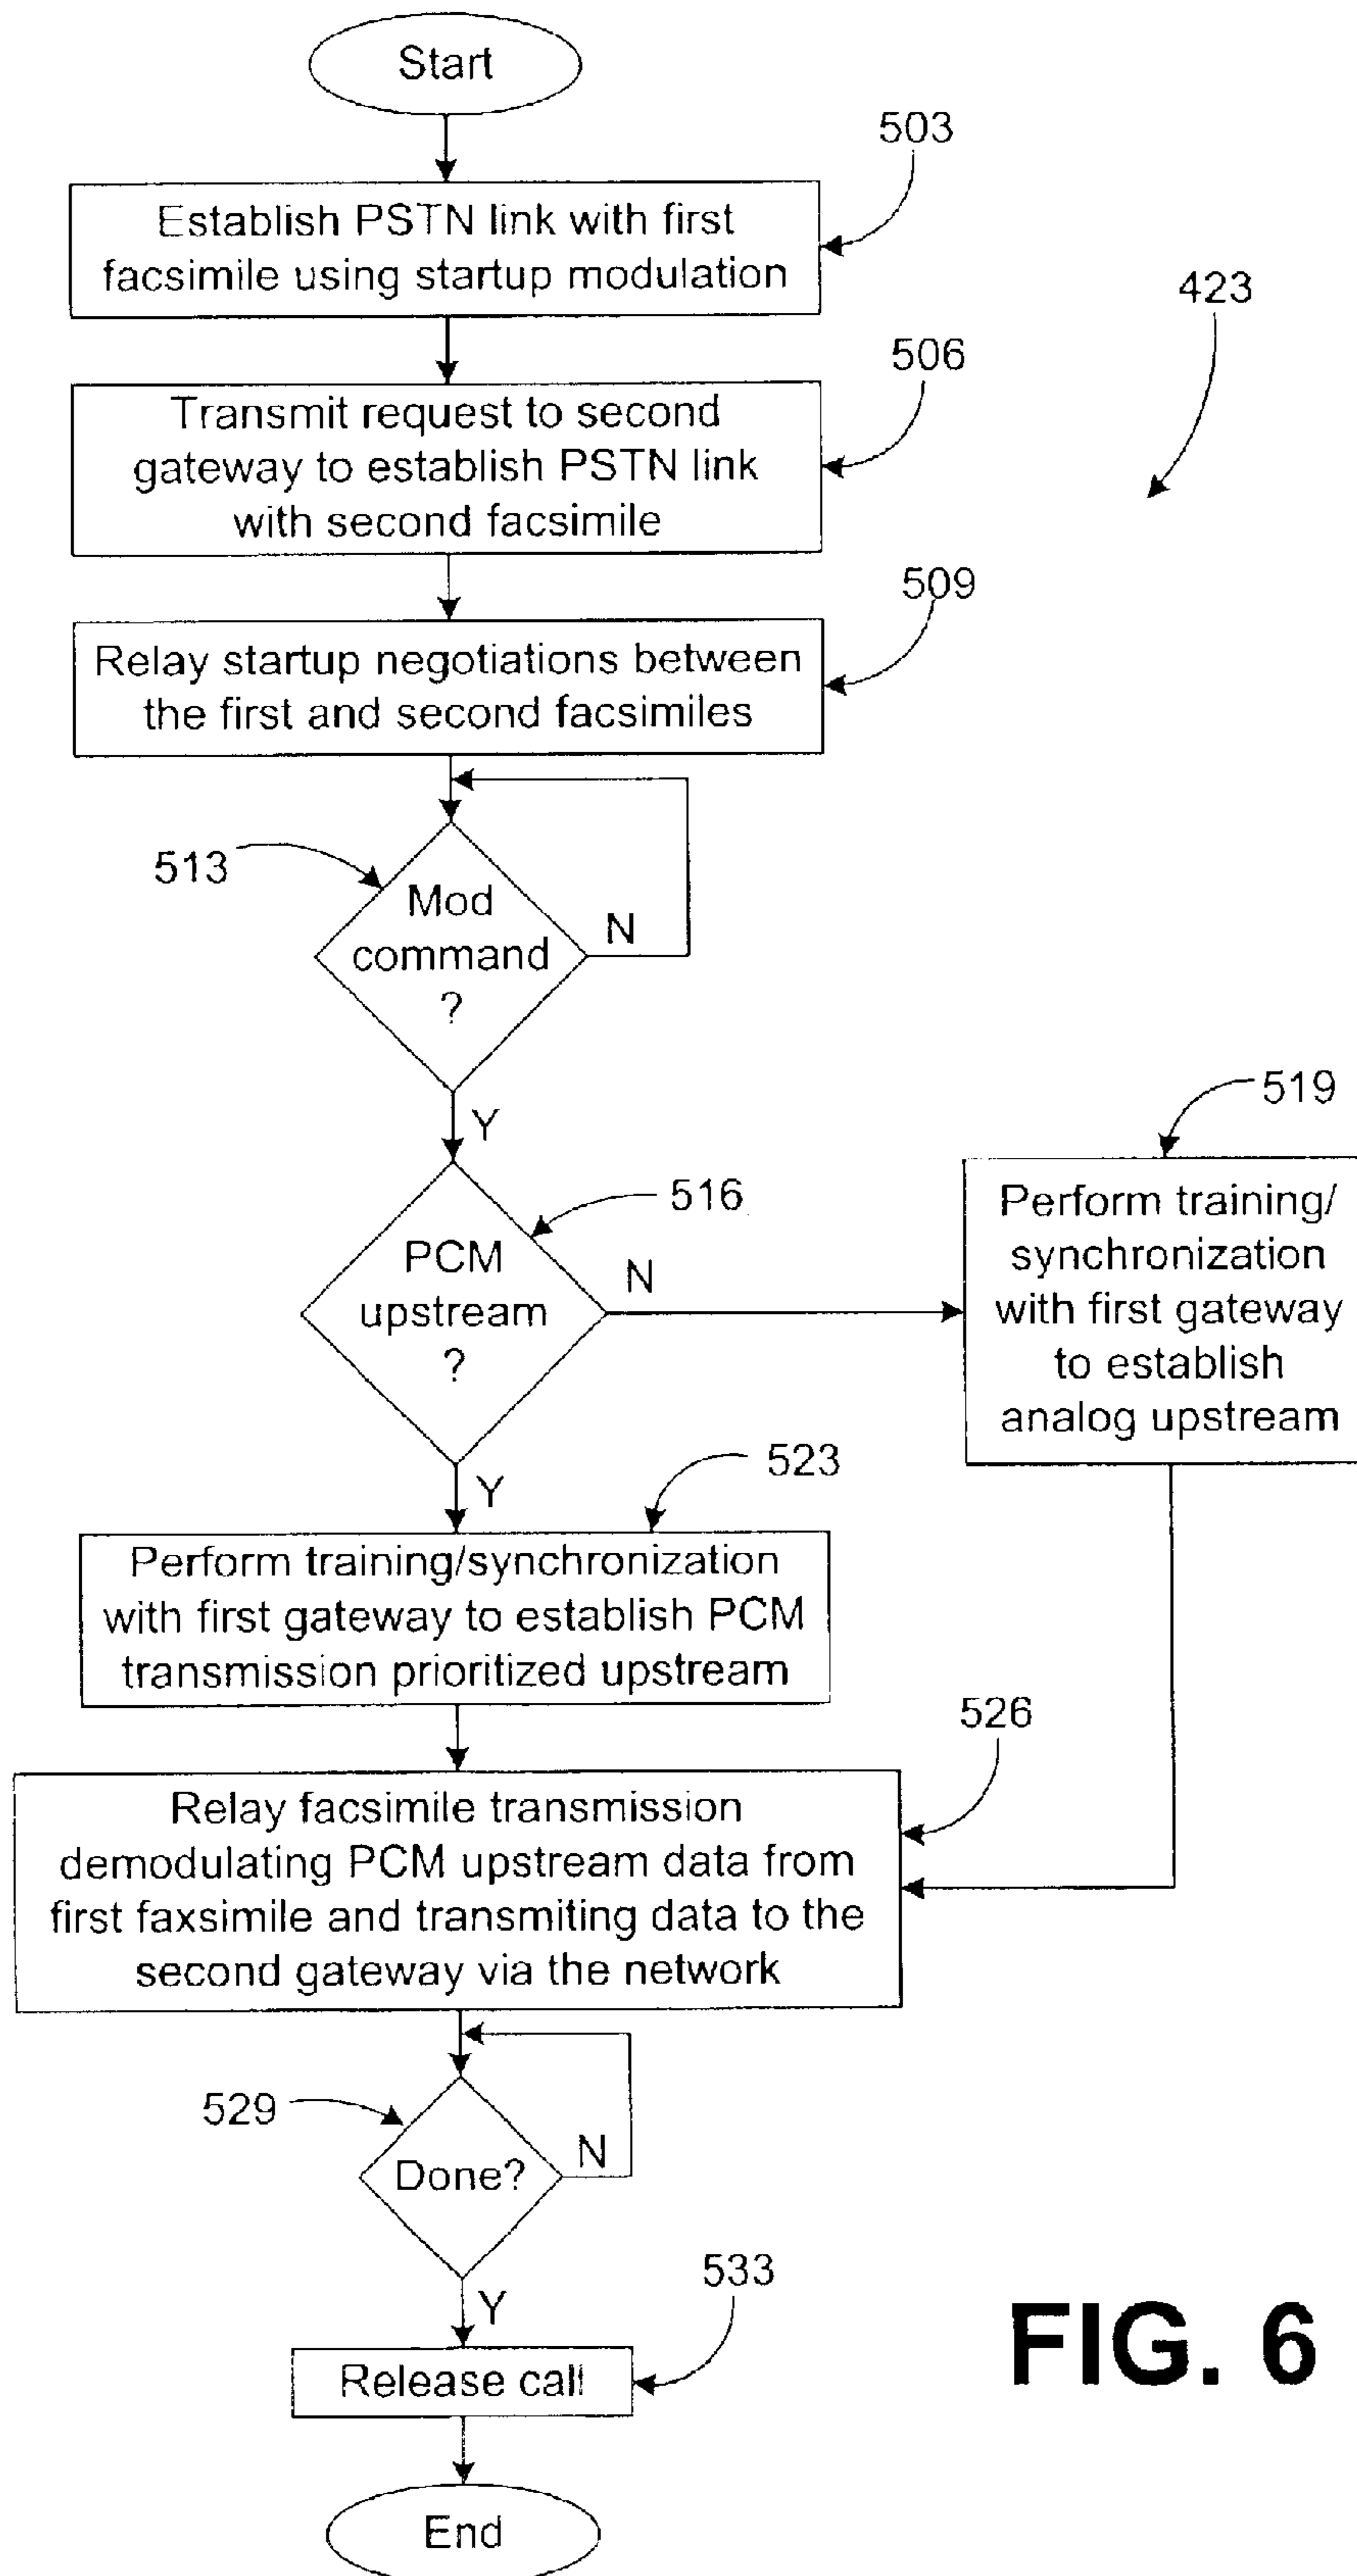 Start
503
Establish PSTN link with first
facsimile using startup modulation
423
506
Transmit request to second
gateway to establish PSTN link
with second facsimile
509
Relay startup negotiations between
the first and second facsimiles
513
Mod
command
?
N
Y
519
516
PCM
upstream
?
N
Perform training/
synchronization
with first gateway
to establish
analog upstream
Y
523
Perform training/synchronization
with first gateway to establish PCM
transmission prioritized upstream
526
Relay facsimile transmission
demodulating PCM upstream data from
first faxsimile and transmiting data to the
second gateway via the network
529
Done?
N
Y
533
Release call
End
FIG. 6